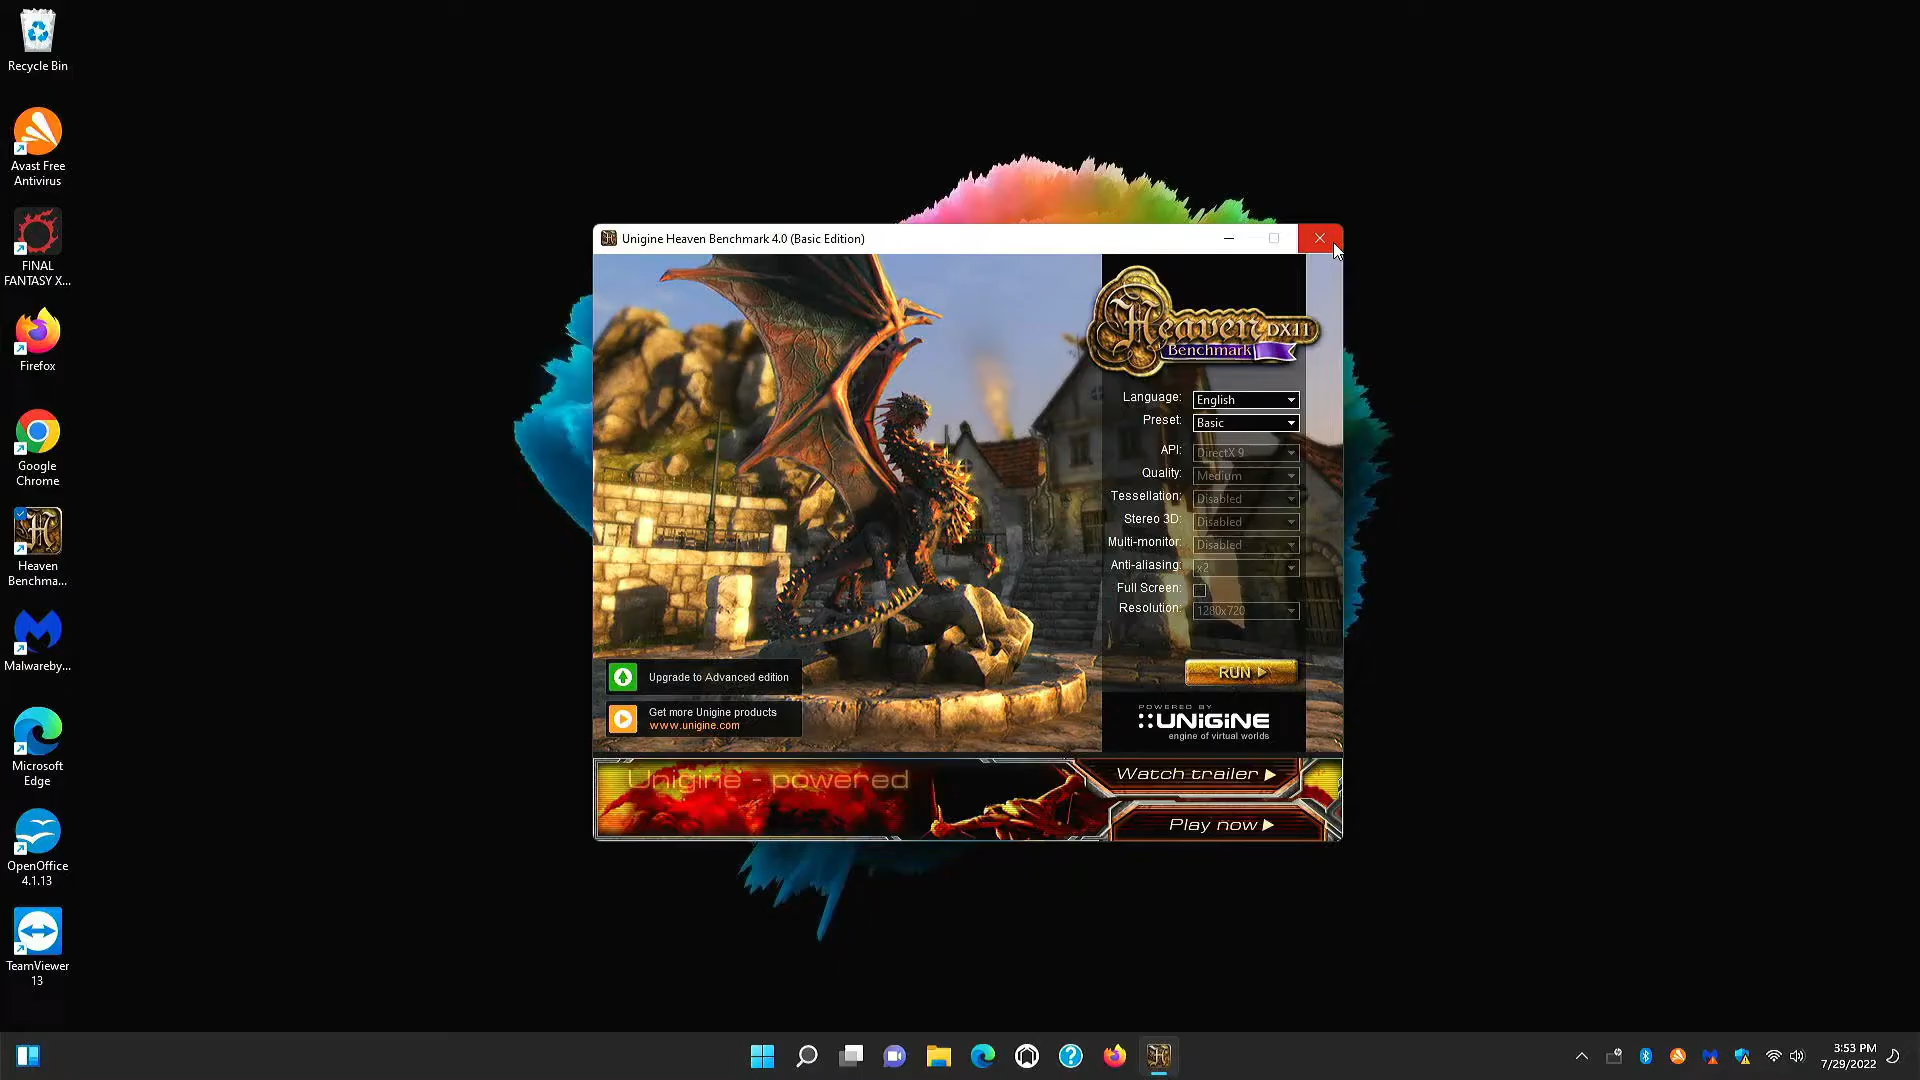 Recycle Bin
Avast Free
Antivirus
FINAL
FANTASY X...
Firefox
Google
Chrome
Heaven
Benchma...
Malwareby...
Microsoft
Edge
OpenOffice
4.1.13
TeamViewer
13
Unigine Heaven Benchmark 4.0 (Basic Edition)
Heaven DX11
Benchmark
Language: English
Preset: Basic
API: DirectX 9
Quality: Medium
Tessellation: Disabled
Stereo 3D: Disabled
Multi-monitor: Disabled
Anti-aliasing: x2
Full Screen:
Resolution: 1280x720
RUN
Upgrade to Advanced edition
Get more Unigine products
www.unigine.com
POWERED BY
UNiGiNE
engine of virtual worlds
Unigine - powered
Watch trailer
Play now
3:53 PM
7/29/2022